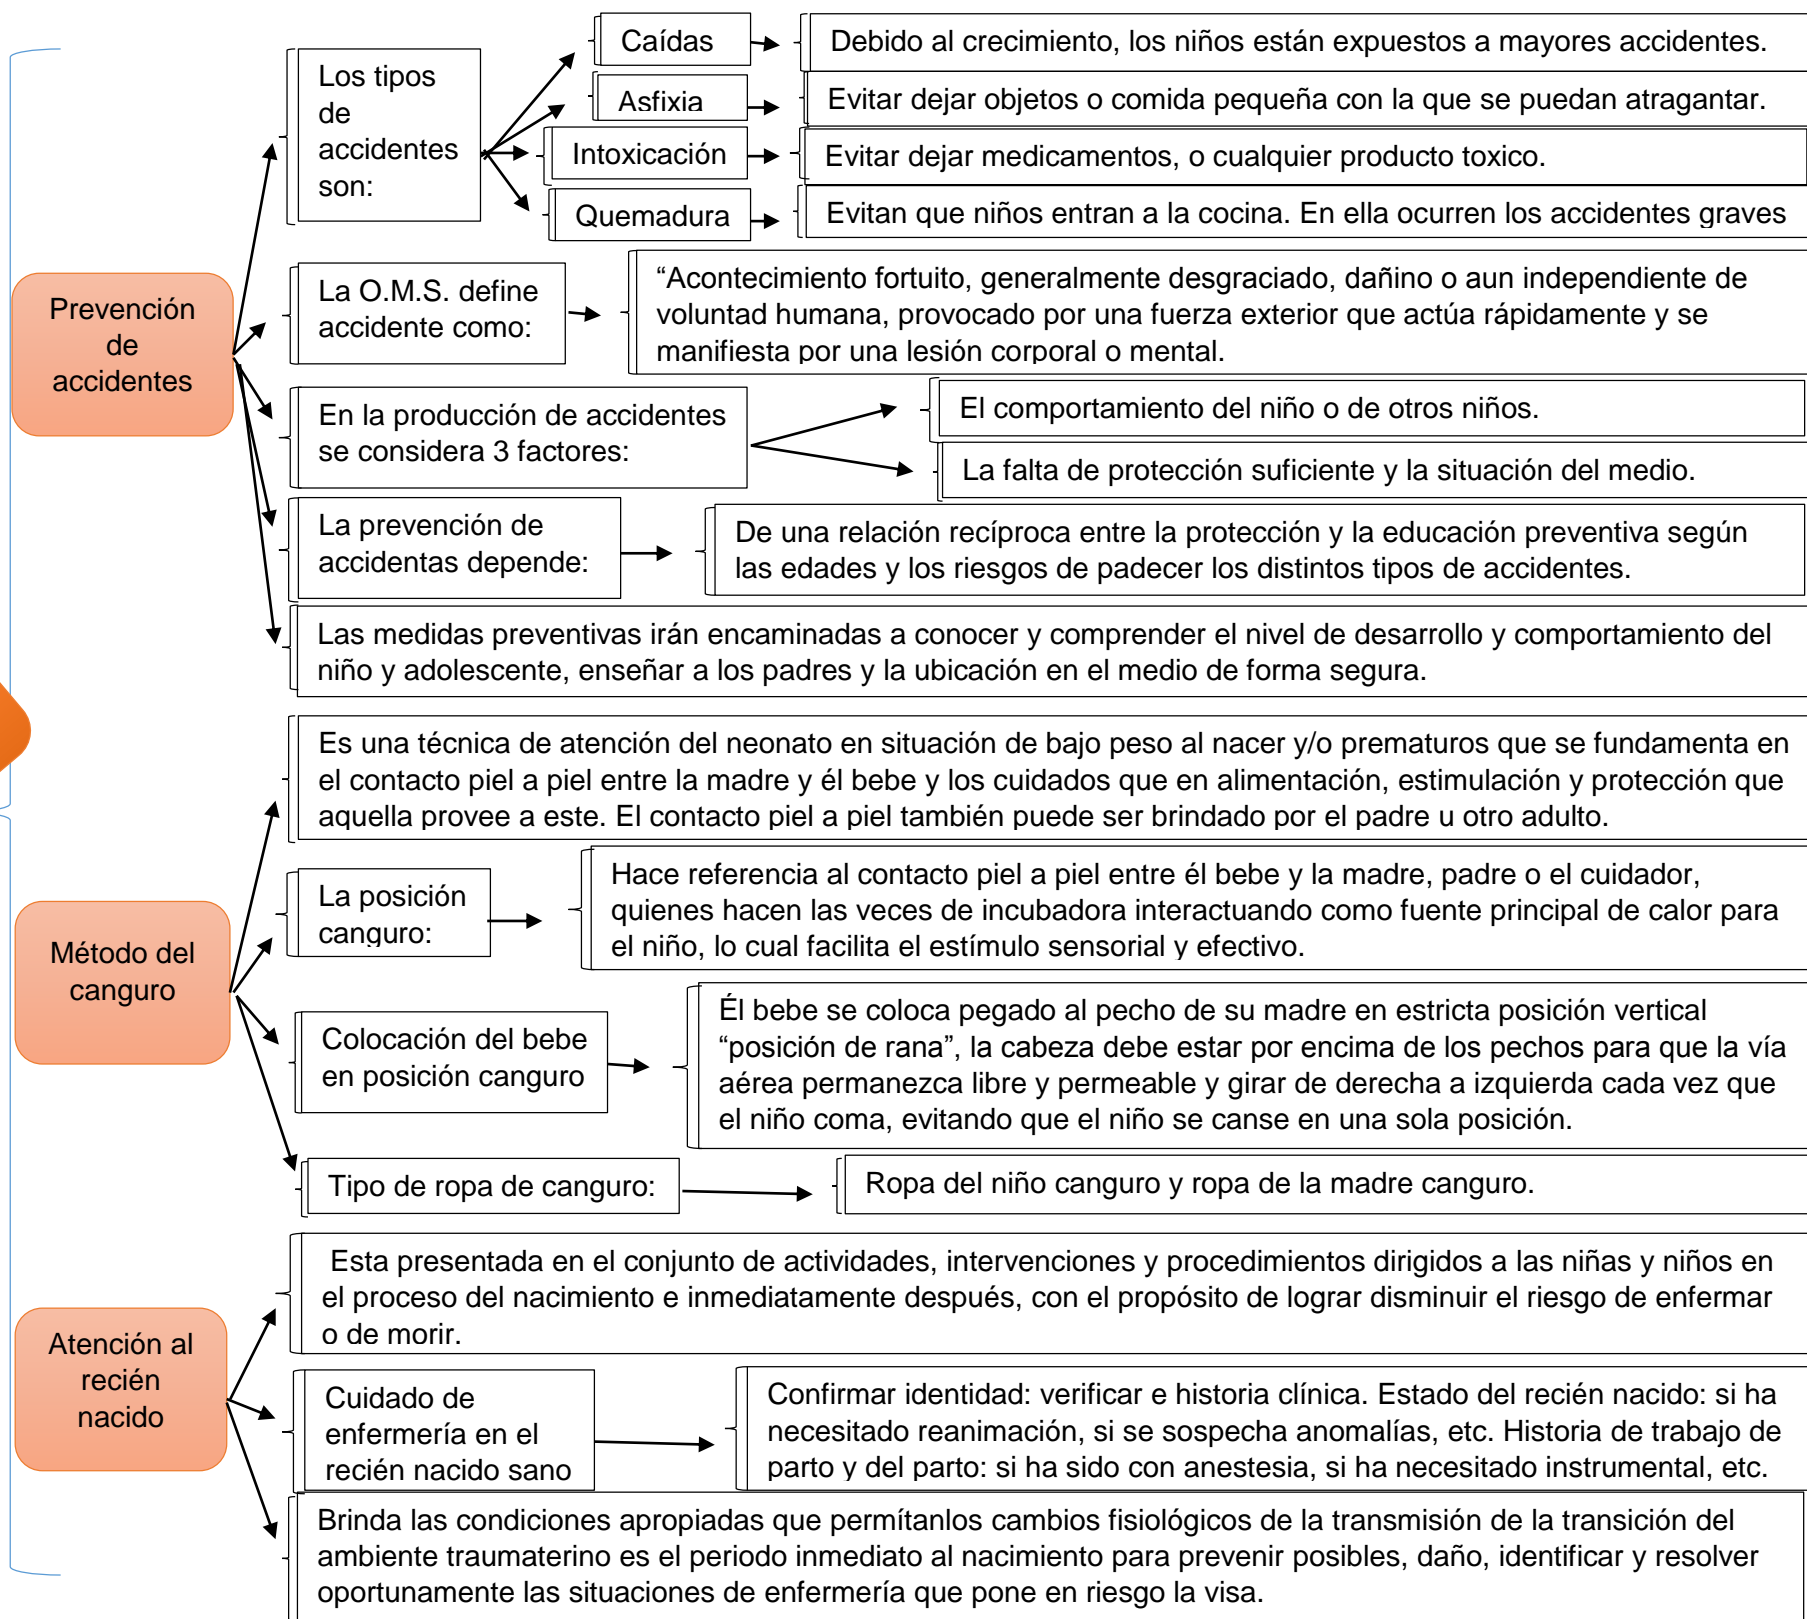 Prevención
de
accidentes
Los tipos
de
accidentes
son:
Caídas
Debido al crecimiento, los niños están expuestos a mayores accidentes.
Asfixia
Evitar dejar objetos o comida pequeña con la que se puedan atragantar.
Intoxicación
Evitar dejar medicamentos, o cualquier producto toxico.
Quemadura
Evitan que niños entran a la cocina. En ella ocurren los accidentes graves
La O.M.S. define
accidente como:
“Acontecimiento fortuito, generalmente desgraciado, dañino o aun independiente de
voluntad humana, provocado por una fuerza exterior que actúa rápidamente y se
manifiesta por una lesión corporal o mental.
En la producción de accidentes
se considera 3 factores:
El comportamiento del niño o de otros niños.
La falta de protección suficiente y la situación del medio.
La prevención de
accidentas depende:
De una relación recíproca entre la protección y la educación preventiva según
las edades y los riesgos de padecer los distintos tipos de accidentes.
Las medidas preventivas irán encaminadas a conocer y comprender el nivel de desarrollo y comportamiento del
niño y adolescente, enseñar a los padres y la ubicación en el medio de forma segura.
Método del
canguro
Es una técnica de atención del neonato en situación de bajo peso al nacer y/o prematuros que se fundamenta en
el contacto piel a piel entre la madre y él bebe y los cuidados que en alimentación, estimulación y protección que
aquella provee a este. El contacto piel a piel también puede ser brindado por el padre u otro adulto.
La posición
canguro:
Hace referencia al contacto piel a piel entre él bebe y la madre, padre o el cuidador,
quienes hacen las veces de incubadora interactuando como fuente principal de calor para
el niño, lo cual facilita el estímulo sensorial y efectivo.
Colocación del bebe
en posición canguro
Él bebe se coloca pegado al pecho de su madre en estricta posición vertical
“posición de rana”, la cabeza debe estar por encima de los pechos para que la vía
aérea permanezca libre y permeable y girar de derecha a izquierda cada vez que
el niño coma, evitando que el niño se canse en una sola posición.
Tipo de ropa de canguro:
Ropa del niño canguro y ropa de la madre canguro.
Atención al
recién
nacido
Esta presentada en el conjunto de actividades, intervenciones y procedimientos dirigidos a las niñas y niños en
el proceso del nacimiento e inmediatamente después, con el propósito de lograr disminuir el riesgo de enfermar
o de morir.
Cuidado de
enfermería en el
recién nacido sano
Confirmar identidad: verificar e historia clínica. Estado del recién nacido: si ha
necesitado reanimación, si se sospecha anomalías, etc. Historia de trabajo de
parto y del parto: si ha sido con anestesia, si ha necesitado instrumental, etc.
Brinda las condiciones apropiadas que permítanlos cambios fisiológicos de la transmisión de la transición del
ambiente traumaterino es el periodo inmediato al nacimiento para prevenir posibles, daño, identificar y resolver
oportunamente las situaciones de enfermería que pone en riesgo la visa.